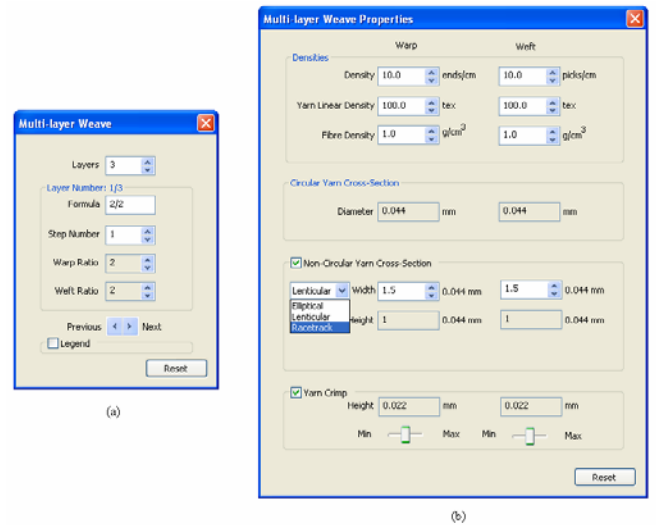 Multi-layer Weave
Layers 3
Layer Number: 1/3
Formula 2/2
Step Number 1
Warp Ratio 2
Weft Ratio 2
Previous Next
Legend
Reset
(a)
Multi-layer Weave Properties
Warp Weft
Densities
Density 10.0 ends/cm 10.0 picks/cm
Yarn Linear Density 100.0 tex 100.0 tex
Fibre Density 1.0 g/cm3 1.0 g/cm3
Circular Yarn Cross-Section
Diameter 0.044 mm 0.044 mm
Non-Circular Yarn Cross-Section
Lenticular Width 1.5 0.044 mm 1.5 0.044 mm
Elliptical
Lenticular Height 1 0.044 mm 1 0.044 mm
Racetrack
Yarn Crimp
Height 0.022 mm 0.022 mm
Min Max Min Max
Reset
(b)